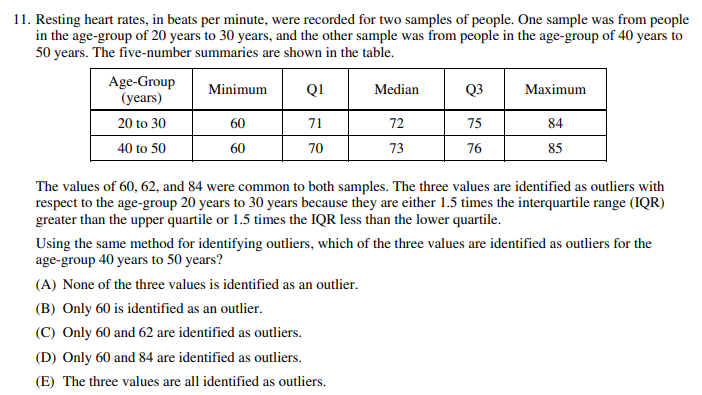 11. Resting heart rates, in beats per minute, were recorded for two samples of people. One sample was from people
in the age-group of 20 years to 30 years, and the other sample was from people in the age-group of 40 years to
50 years. The five-number summaries are shown in the table.
Age-Group
(years)
Minimum
Q1
Median
Q3
Maximum
20 to 30
60
71
72
75
84
40 to 50
60
70
73
76
85
The values of 60, 62, and 84 were common to both samples. The three values are identified as outliers with
respect to the age-group 20 years to 30 years because they are either 1.5 times the interquartile range (IQR)
greater than the upper quartile or 1.5 times the IQR less than the lower quartile.
Using the same method for identifying outliers, which of the three values are identified as outliers for the
age-group 40 years to 50 years?
(A) None of the three values is identified as an outlier.
(B) Only 60 is identified as an outlier.
(C) Only 60 and 62 are identified as outliers.
(D) Only 60 and 84 are identified as outliers.
(E) The three values are all identified as outliers.